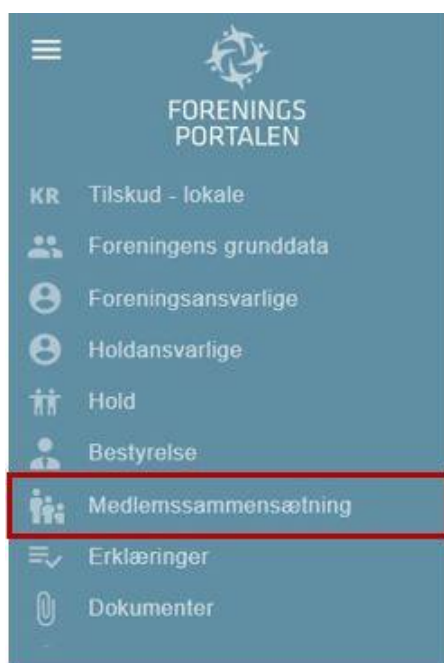 FORENINGS
PORTALEN
KR Tilskud - lokale
Foreningens grunddata
Foreningsansvarlige
Holdansvarlige
Hold
Bestyrelse
Medlemssammensætning
Erklæringer
Dokumenter